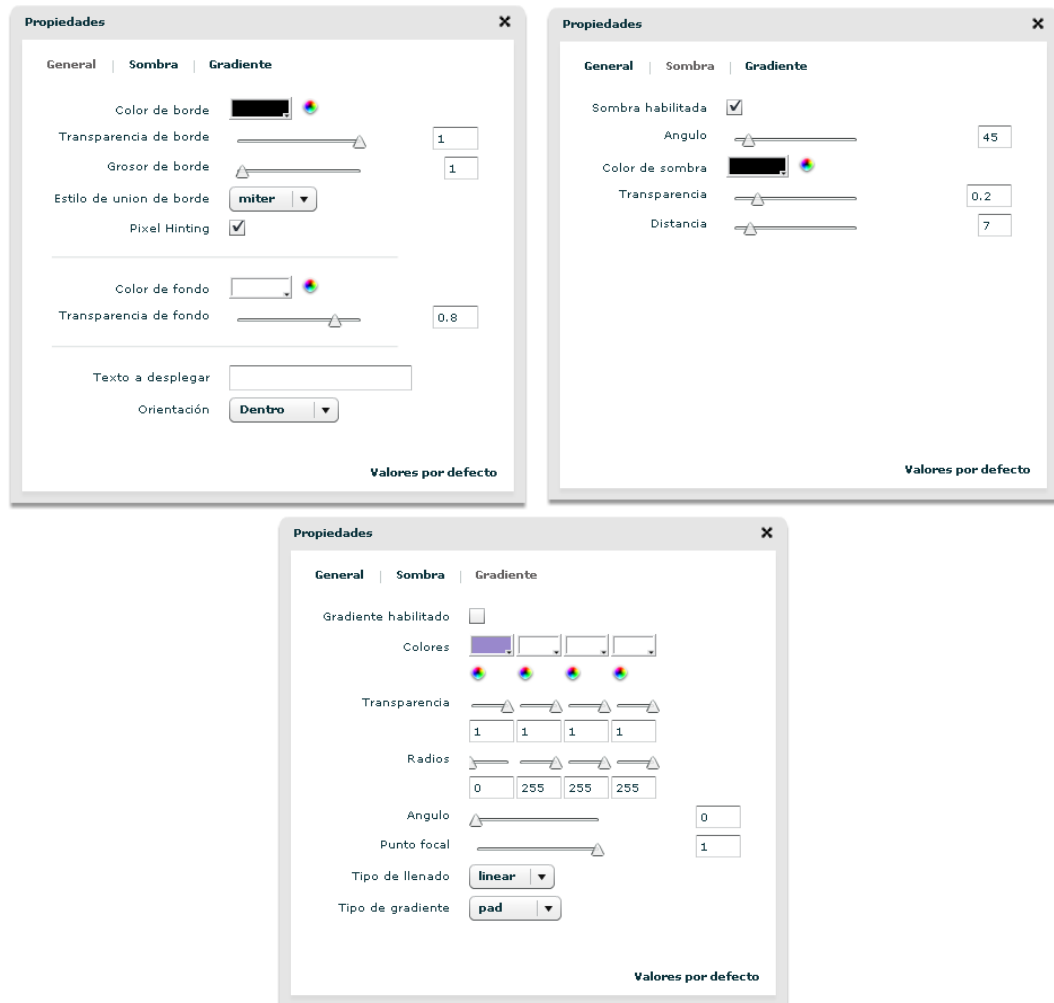 Propiedades
General | Sombra | Gradiente
Color de borde
Transparencia de borde 1
Grosor de borde 1
Estilo de union de borde miter
Pixel Hinting
Color de fondo
Transparencia de fondo 0.8
Texto a desplegar
Orientación Dentro
Valores por defecto
Propiedades
General | Sombra | Gradiente
Sombra habilitada
Angulo 45
Color de sombra
Transparencia 0.2
Distancia 7
Valores por defecto
Propiedades
General | Sombra | Gradiente
Gradiente habilitado
Colores
Transparencia
1 1 1 1
Radios
0 255 255 255
Angulo 0
Punto focal 1
Tipo de llenado linear
Tipo de gradiente pad
Valores por defecto